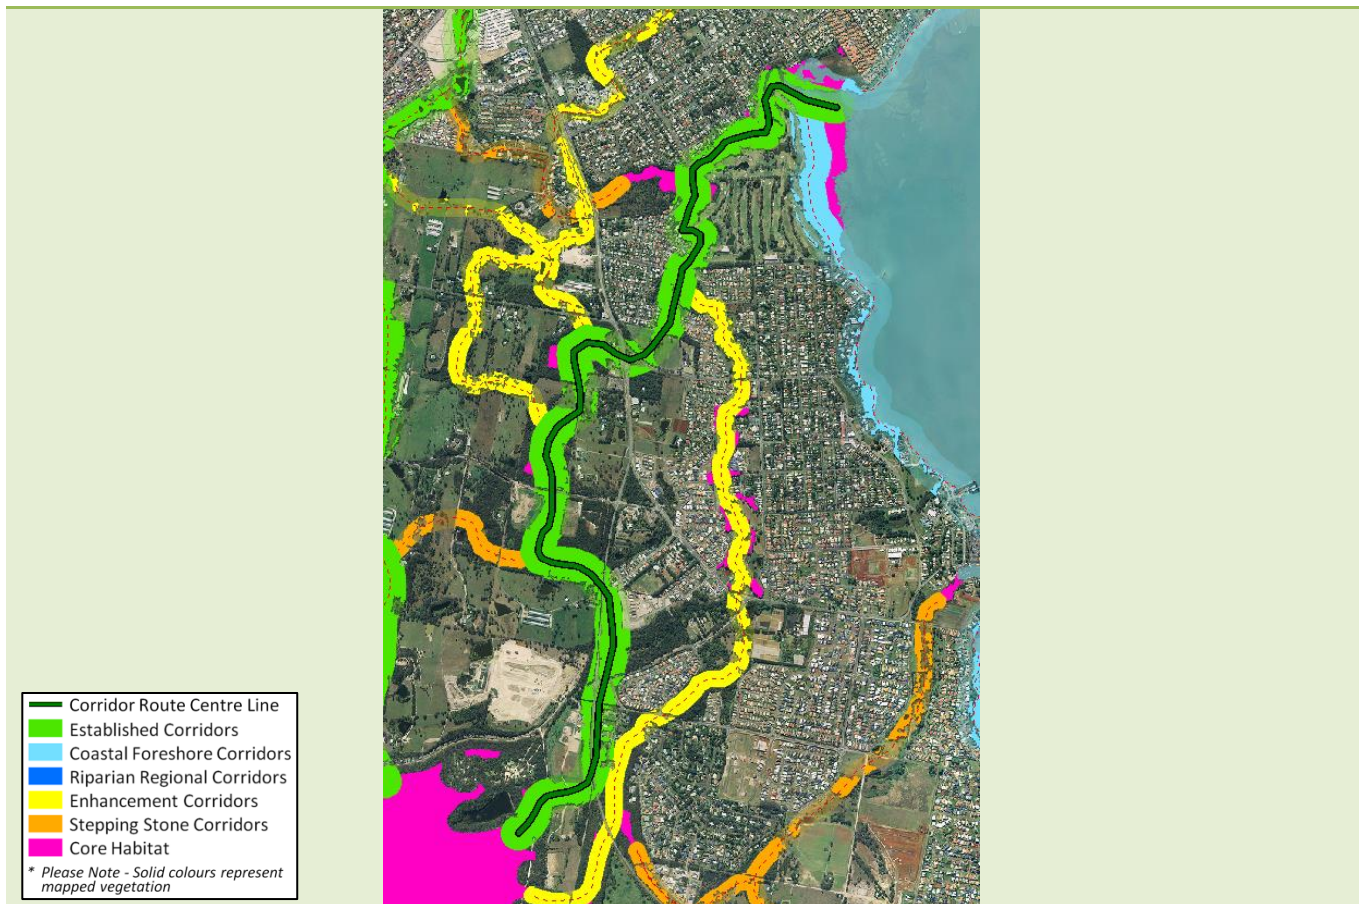 Corridor Route Centre Line
Established Corridors
Coastal Foreshore Corridors
Riparian Regional Corridors
Enhancement Corridors
Stepping Stone Corridors
Core Habitat
* Please Note - Solid colours represent
mapped vegetation